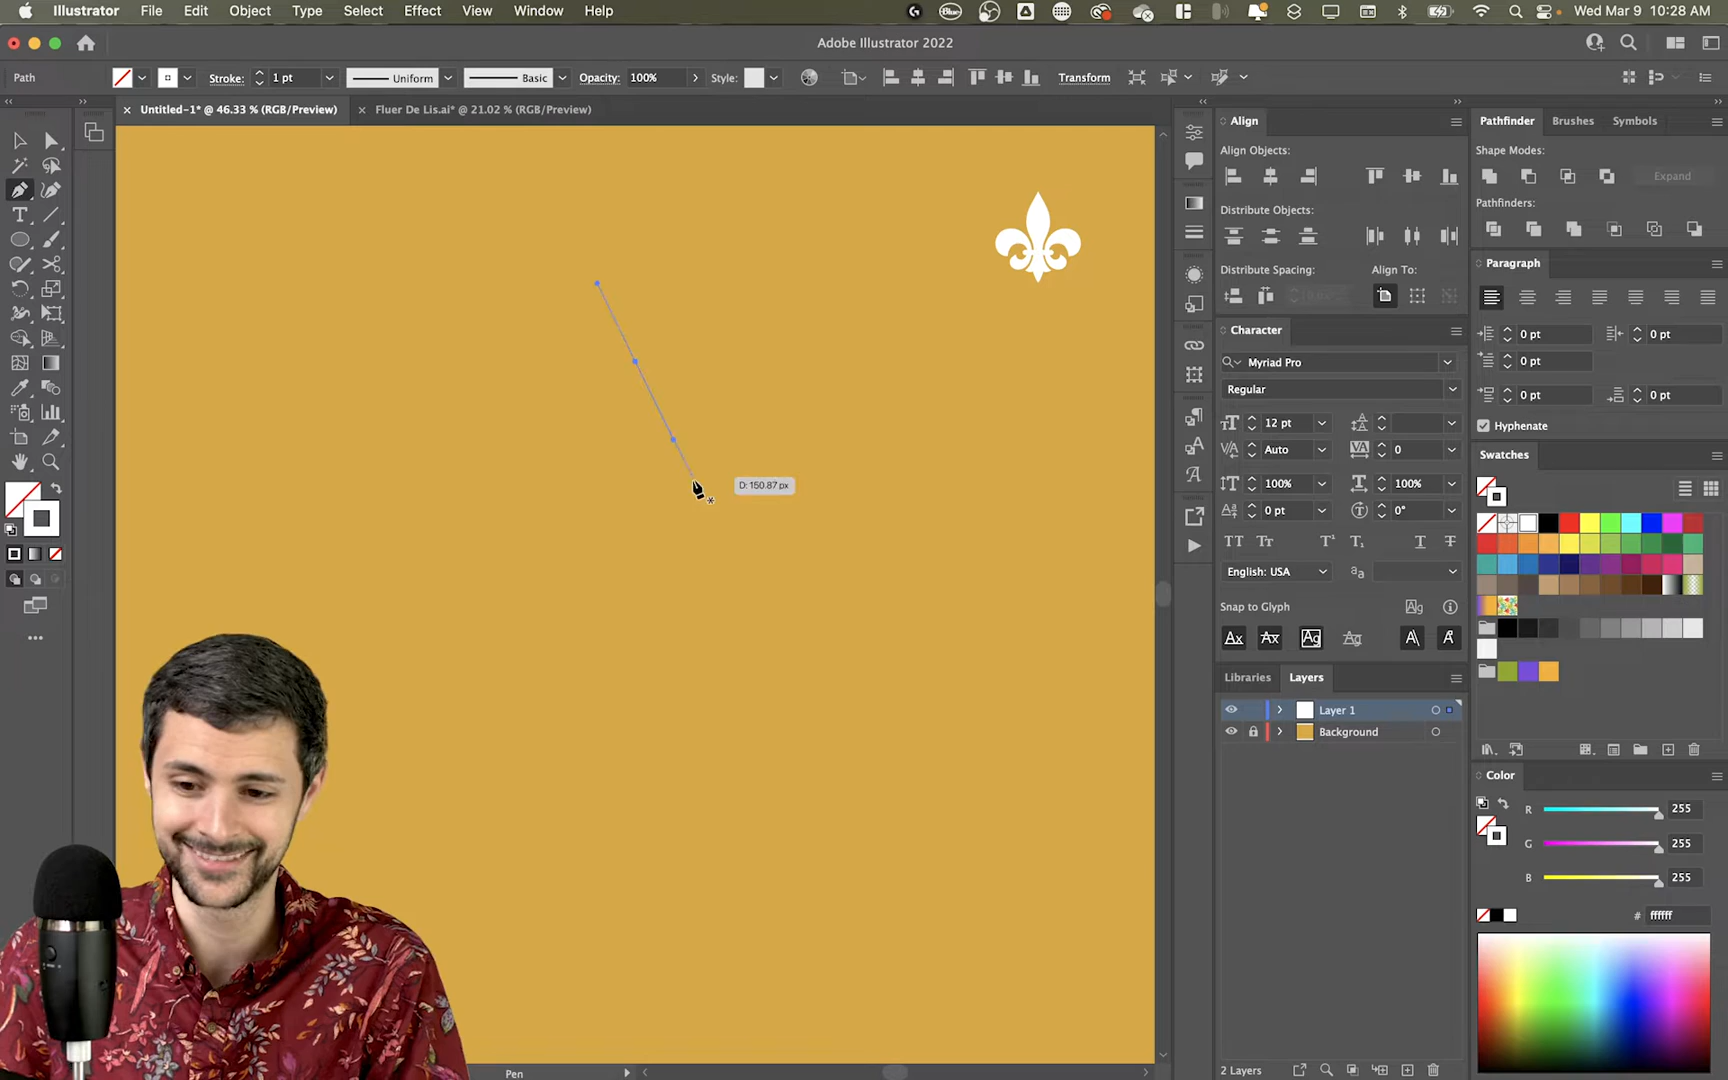 Illustrator File Edit Object Type Select Effect View Window Help
Wed Mar 9 10:28 AM
Adobe Illustrator 2022
Path
Stroke: 1 pt Uniform Basic Opacity: 100% Style: Transform
Untitled-1* @ 46.33 % (RGB/Preview) Fluer De Lis.ai* @ 21.02 % (RGB/Preview)
D: 150.87 px
Pen
Align
Align Objects:
Distribute Objects:
Distribute Spacing: Align To:
Character
Myriad Pro
Regular
12 pt
Auto 0
100% 100%
0 pt 0°
English: USA
Snap to Glyph
Libraries Layers
Layer 1
Background
2 Layers
Pathfinder Brushes Symbols
Shape Modes:
Expand
Pathfinders:
Paragraph
0 pt 0 pt
0 pt
0 pt 0 pt
Hyphenate
Swatches
Color
R 255
G 255
B 255
# ffffff